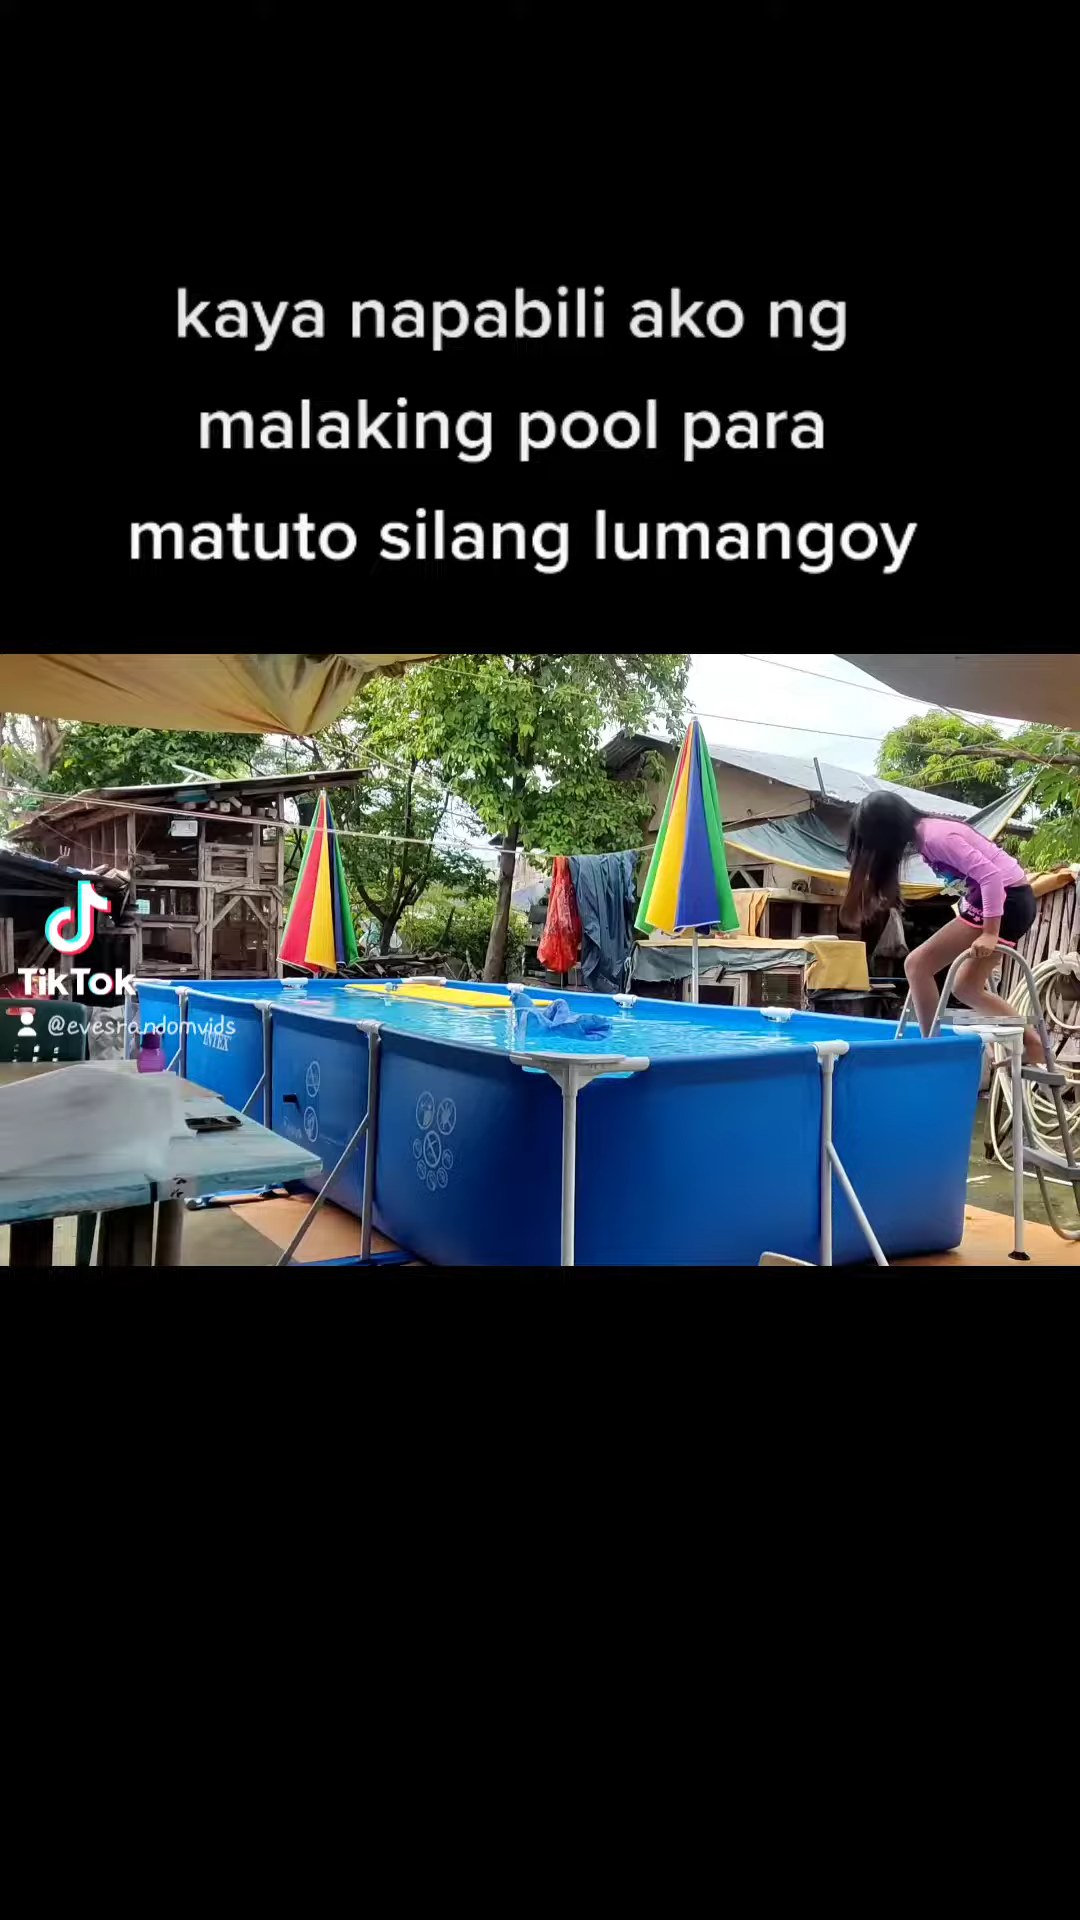 kaya napabili ako ng
malaking pool para
matuto silang lumangoy
TikTok
@evesrandomvids
INTEX